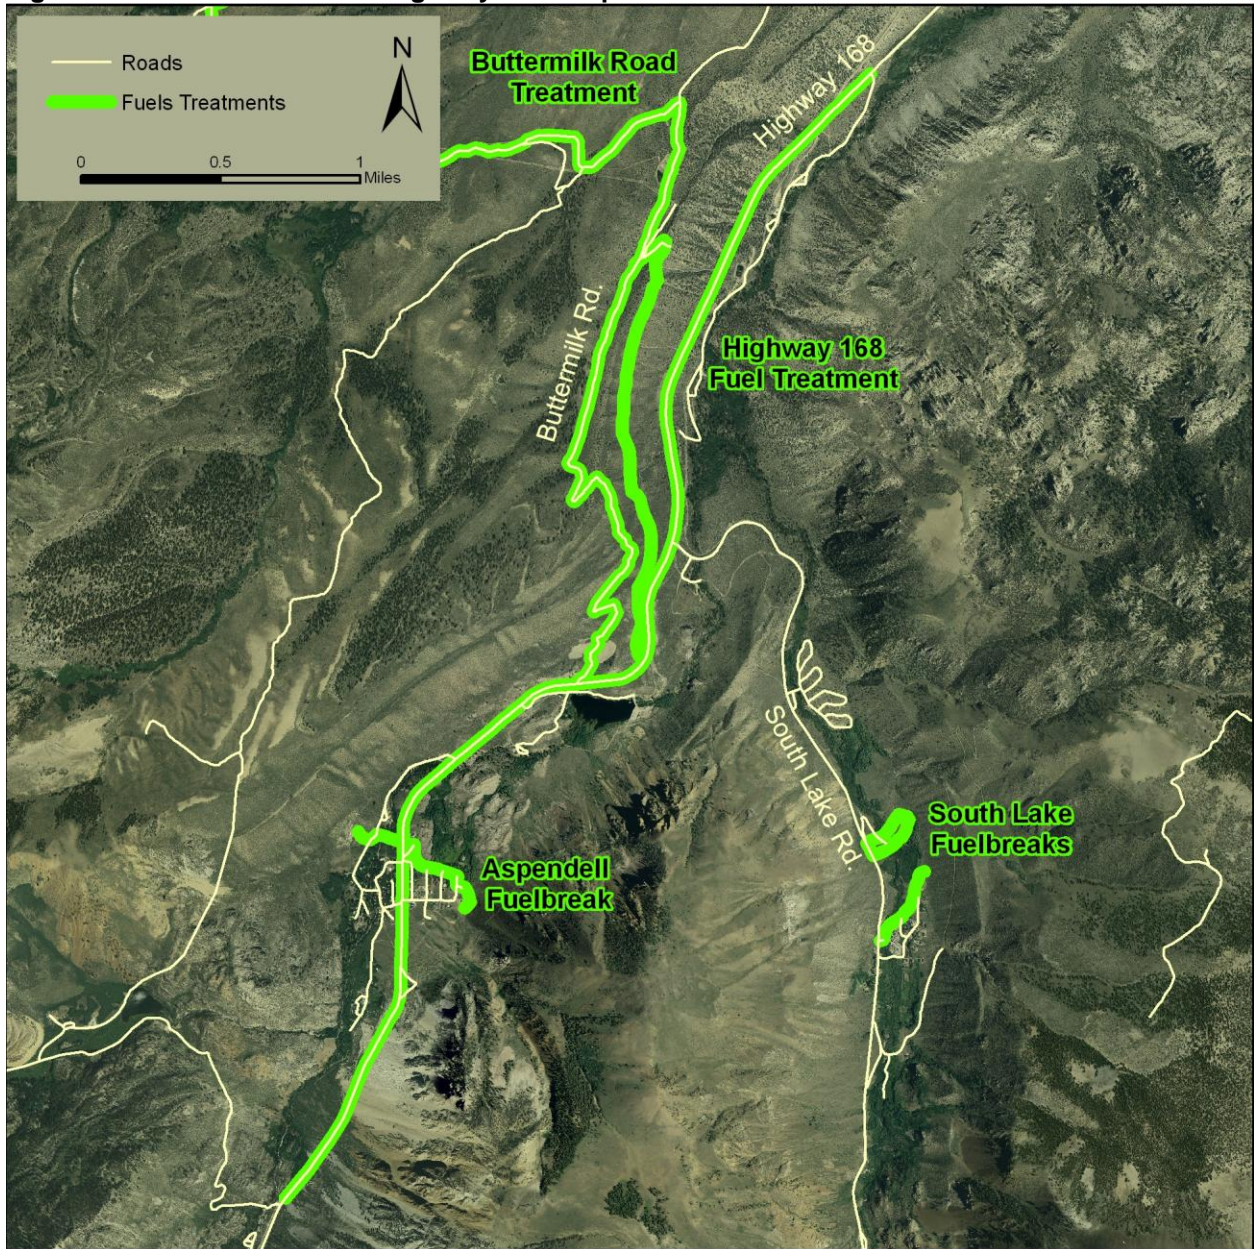 Roads
Fuels Treatments
N
0 0.5 1
Miles
Buttermilk Road
Treatment
Highway 168
Buttermilk Rd.
Highway 168
Fuel Treatment
South Lake Rd.
South Lake
Fuelbreaks
Aspendell
Fuelbreak